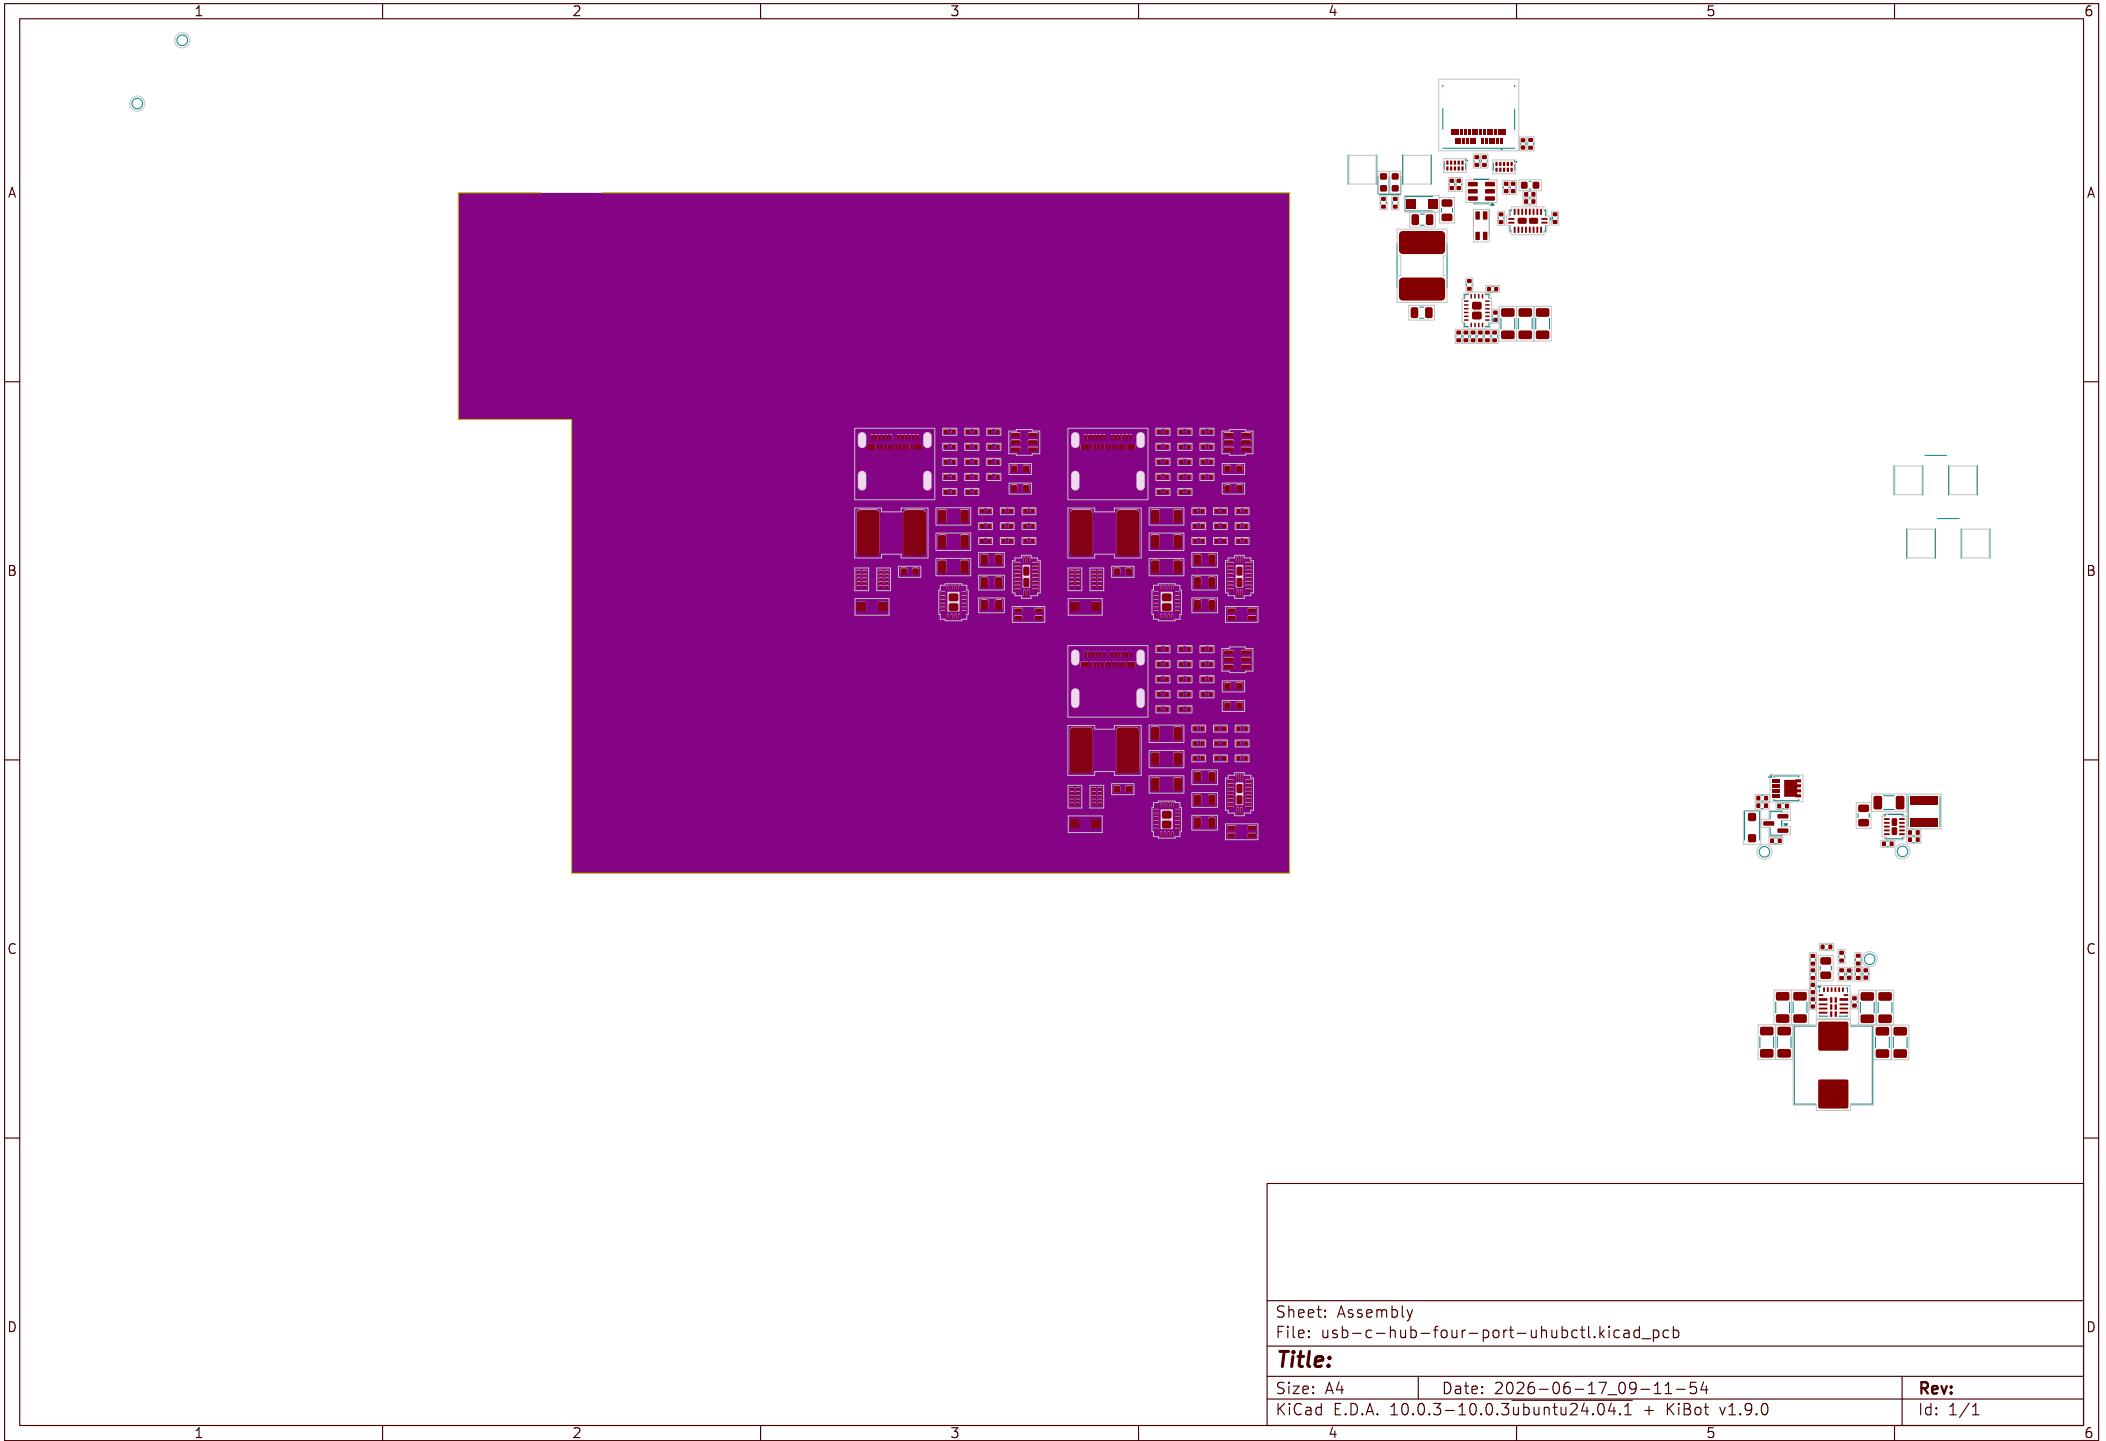 1 2 3 4 5 6
A A
B B
C C
D D
Sheet: Assembly
File: usb-c-hub-four-port-uhubctl.kicad_pcb
Title:
Size: A4 Date: 2026-06-17_09-11-54 Rev:
KiCad E.D.A. 10.0.3-10.0.3ubuntu24.04.1 + KiBot v1.9.0 Id: 1/1
1 2 3 4 5 6